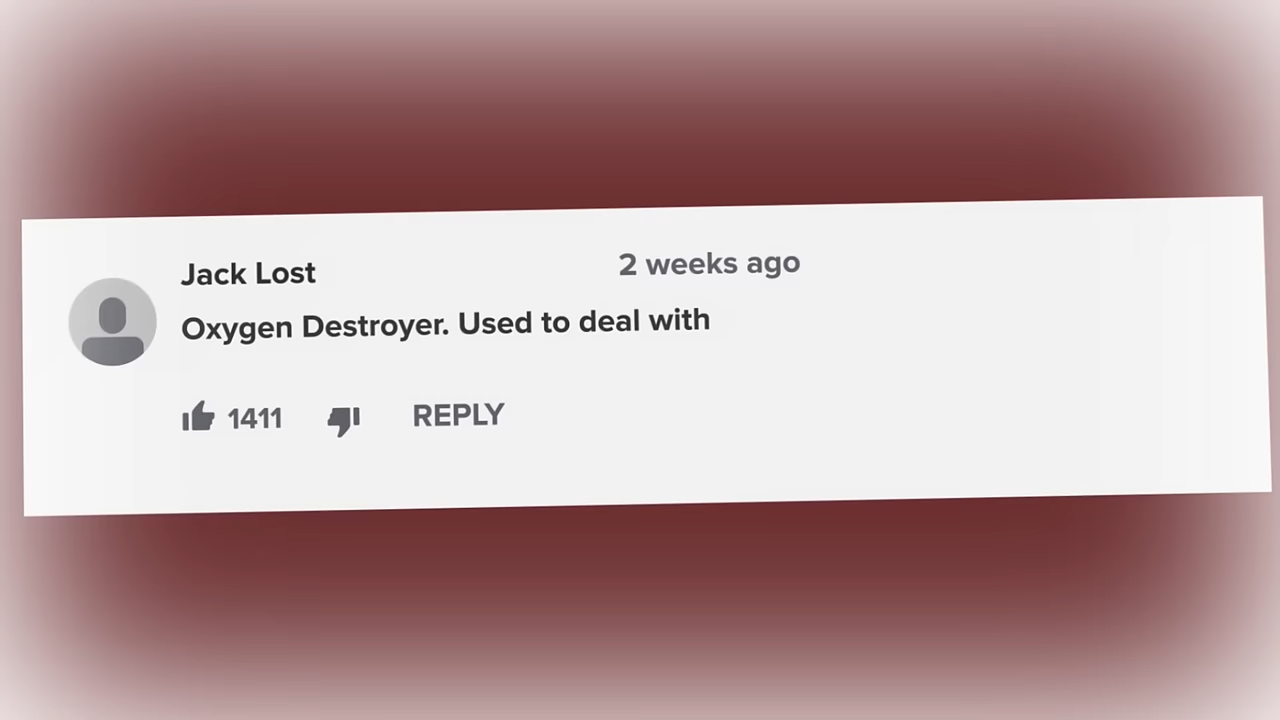 Jack Lost 2 weeks ago
Oxygen Destroyer. Used to deal with
1411 REPLY